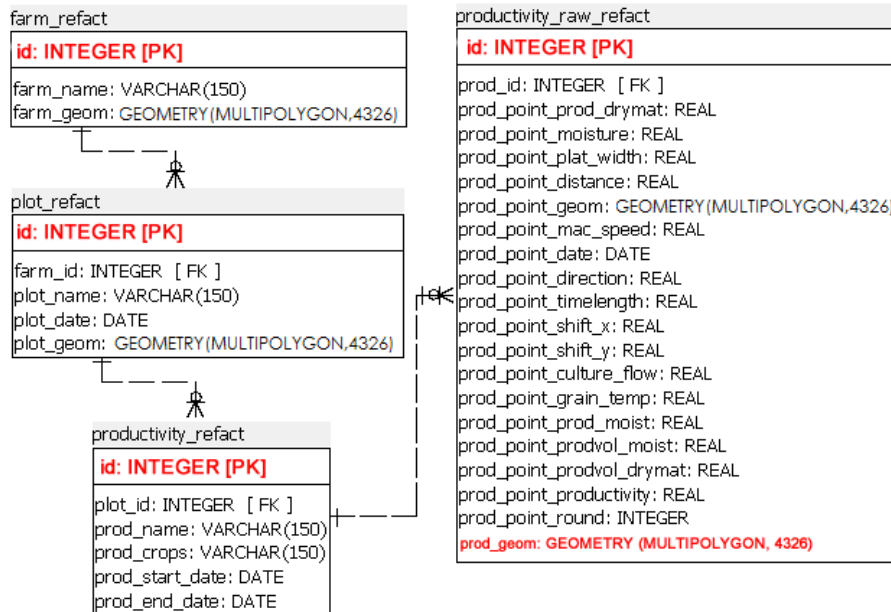 farm_refact
id: INTEGER [PK]
farm_name: VARCHAR(150)
farm_geom: GEOMETRY(MULTIPOLYGON,4326)
plot_refact
id: INTEGER [PK]
farm_id: INTEGER [ FK ]
plot_name: VARCHAR(150)
plot_date: DATE
plot_geom: GEOMETRY(MULTIPOLYGON,4326)
productivity_refact
id: INTEGER [PK]
plot_id: INTEGER [ FK ]
prod_name: VARCHAR(150)
prod_crops: VARCHAR(150)
prod_start_date: DATE
prod_end_date: DATE
productivity_raw_refact
id: INTEGER [PK]
prod_id: INTEGER [ FK ]
prod_point_prod_drymat: REAL
prod_point_moisture: REAL
prod_point_plat_width: REAL
prod_point_distance: REAL
prod_point_geom: GEOMETRY(MULTIPOLYGON,4326)
prod_point_mac_speed: REAL
prod_point_date: DATE
prod_point_direction: REAL
prod_point_timelength: REAL
prod_point_shift_x: REAL
prod_point_shift_y: REAL
prod_point_culture_flow: REAL
prod_point_grain_temp: REAL
prod_point_prod_moist: REAL
prod_point_prodvol_moist: REAL
prod_point_prodvol_drymat: REAL
prod_point_productivity: REAL
prod_point_round: INTEGER
prod_geom: GEOMETRY (MULTIPOLYGON, 4326)